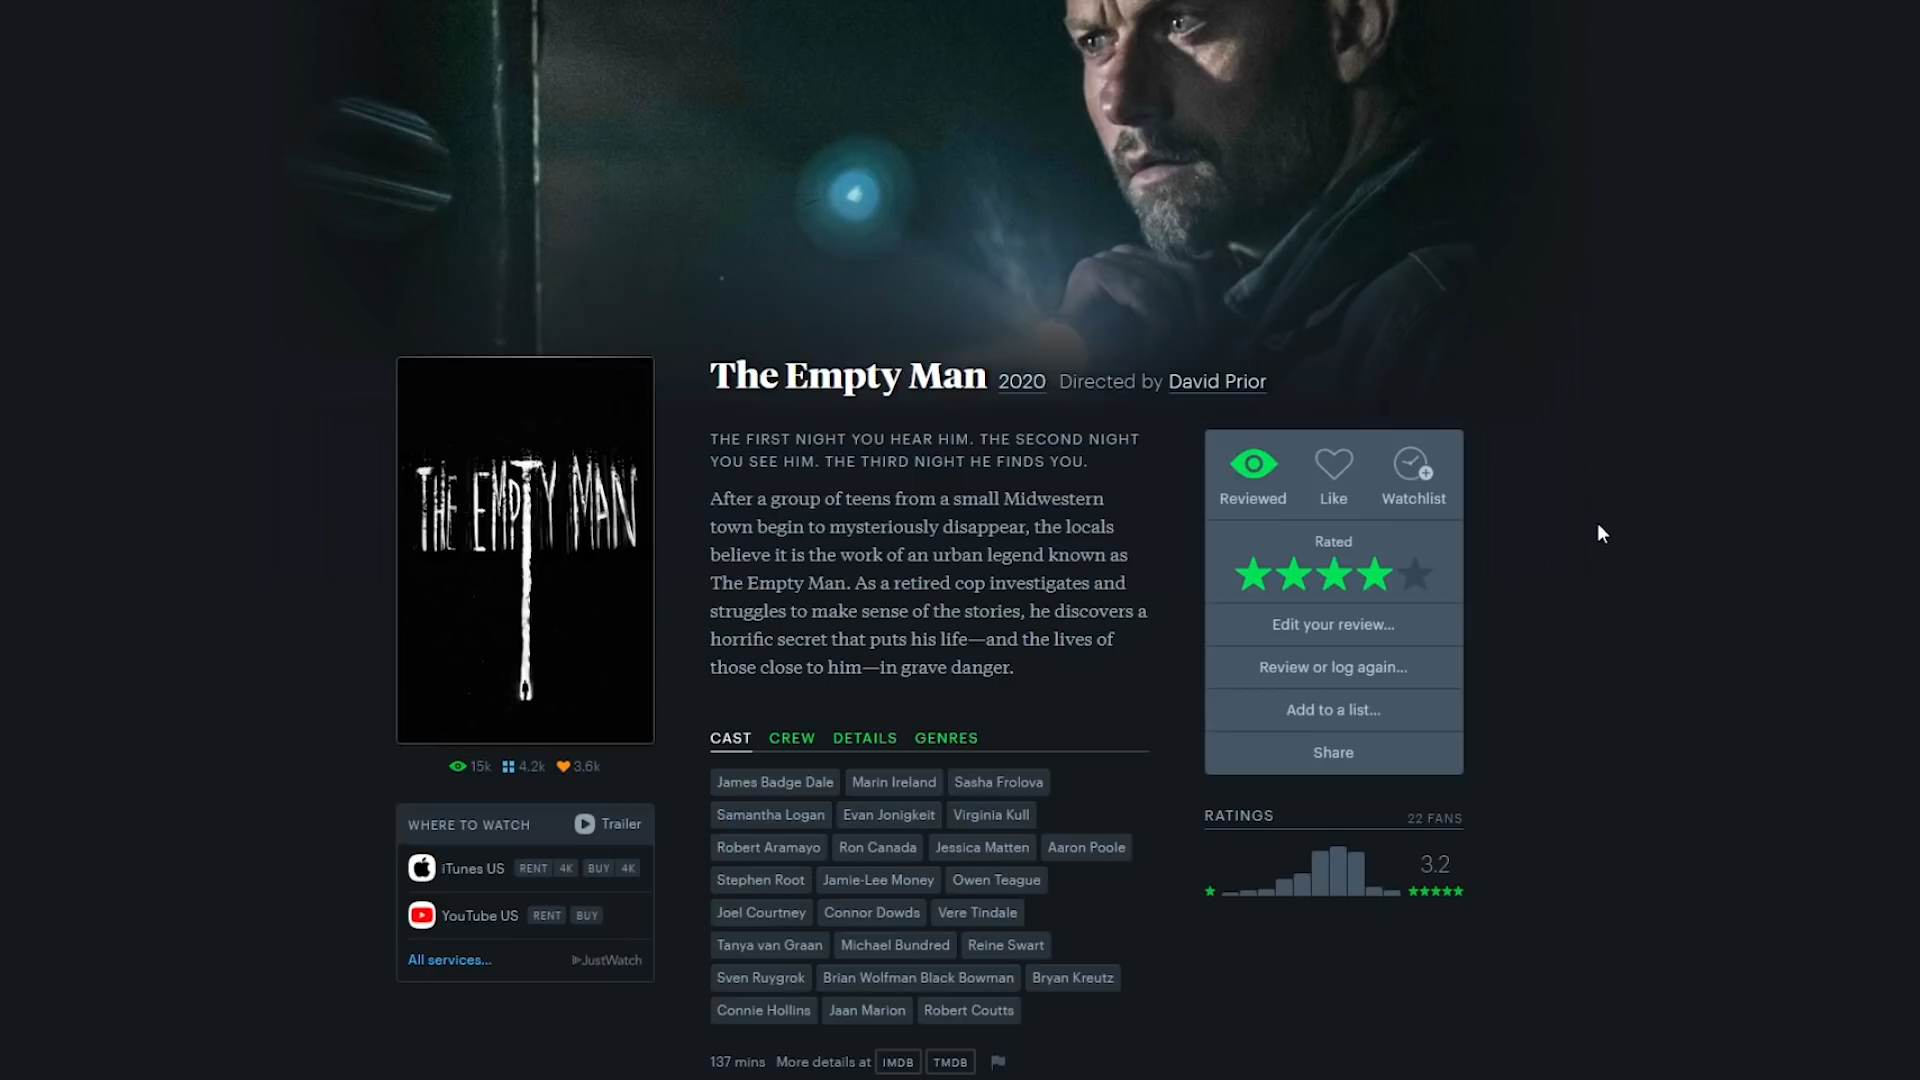 The Empty Man 2020 Directed by David Prior
THE FIRST NIGHT YOU HEAR HIM. THE SECOND NIGHT
YOU SEE HIM. THE THIRD NIGHT HE FINDS YOU.
After a group of teens from a small Midwestern
town begin to mysteriously disappear, the locals
believe it is the work of an urban legend known as
The Empty Man. As a retired cop investigates and
struggles to make sense of the stories, he discovers a
horrific secret that puts his life—and the lives of
those close to him—in grave danger.
THE EMPTY MAN
15k 4.2k 3.6k
WHERE TO WATCH Trailer
iTunes US RENT 4K BUY 4K
YouTube US RENT BUY
All services... JustWatch
CAST CREW DETAILS GENRES
James Badge Dale Marin Ireland Sasha Frolova
Samantha Logan Evan Jonigkeit Virginia Kull
Robert Aramayo Ron Canada Jessica Matten Aaron Poole
Stephen Root Jamie-Lee Money Owen Teague
Joel Courtney Connor Dowds Vere Tindale
Tanya van Graan Michael Bundred Reine Swart
Sven Ruygrok Brian Wolfman Black Bowman Bryan Kreutz
Connie Hollins Jaan Marion Robert Coutts
137 mins More details at IMDB TMDB
Reviewed Like Watchlist
Rated
Edit your review...
Review or log again...
Add to a list...
Share
RATINGS 22 FANS
3.2